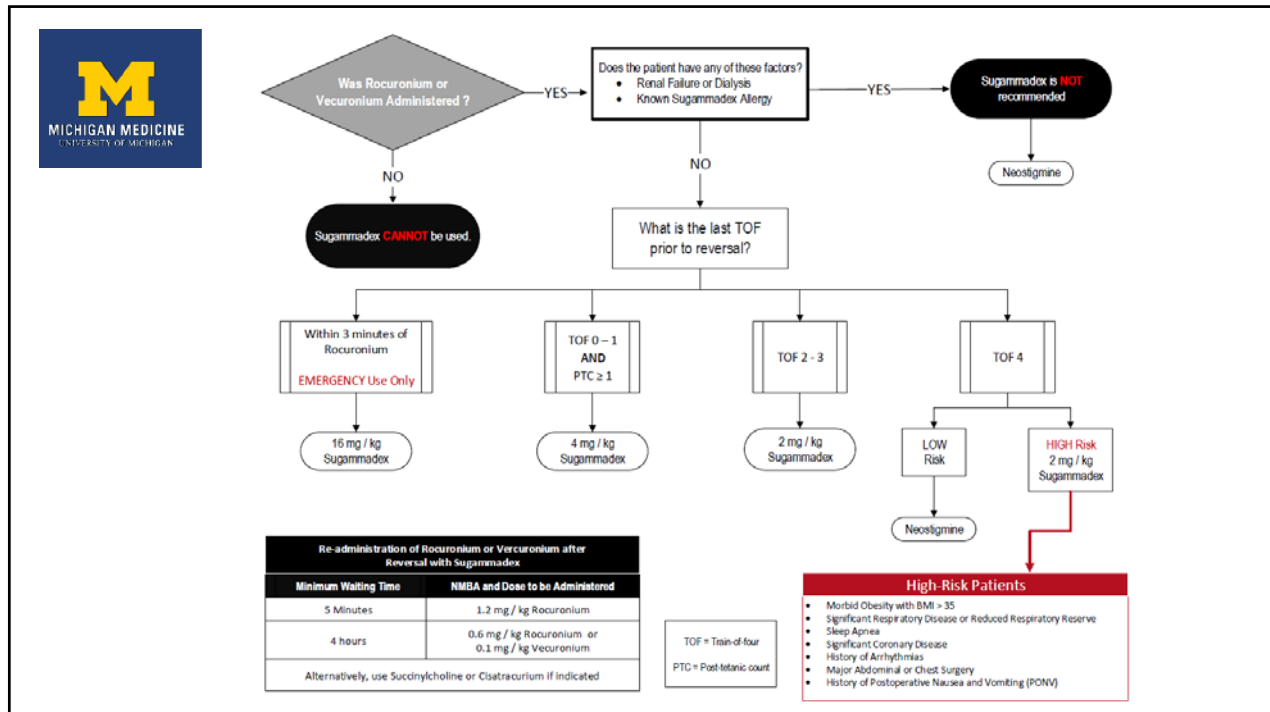 M
MICHIGAN MEDICINE
UNIVERSITY OF MICHIGAN
Was Rocuronium or
Vecuronium Administered ?
YES
Does the patient have any of these factors?
• Renal Failure or Dialysis
• Known Sugammadex Allergy
YES
Sugammadex is NOT
recommended
Neostigmine
NO
Sugammadex CANNOT be used.
NO
What is the last TOF
prior to reversal?
Within 3 minutes of
Rocuronium
EMERGENCY Use Only
16 mg / kg
Sugammadex
TOF 0 – 1
AND
PTC ≥ 1
4 mg / kg
Sugammadex
TOF 2 - 3
2 mg / kg
Sugammadex
TOF 4
LOW
Risk
Neostigmine
HIGH Risk
2 mg / kg
Sugammadex
Re-administration of Rocuronium or Vercuronium after
Reversal with Sugammadex
Minimum Waiting Time
NMBA and Dose to be Administered
5 Minutes
1.2 mg / kg Rocuronium
4 hours
0.6 mg / kg Rocuronium or
0.1 mg / kg Vecuronium
Alternatively, use Succinylcholine or Cisatracurium if indicated
TOF = Train-of-four
PTC = Post-tetanic count
High-Risk Patients
• Morbid Obesity with BMI > 35
• Significant Respiratory Disease or Reduced Respiratory Reserve
• Sleep Apnea
• Significant Coronary Disease
• History of Arrhythmias
• Major Abdominal or Chest Surgery
• History of Postoperative Nausea and Vomiting (PONV)